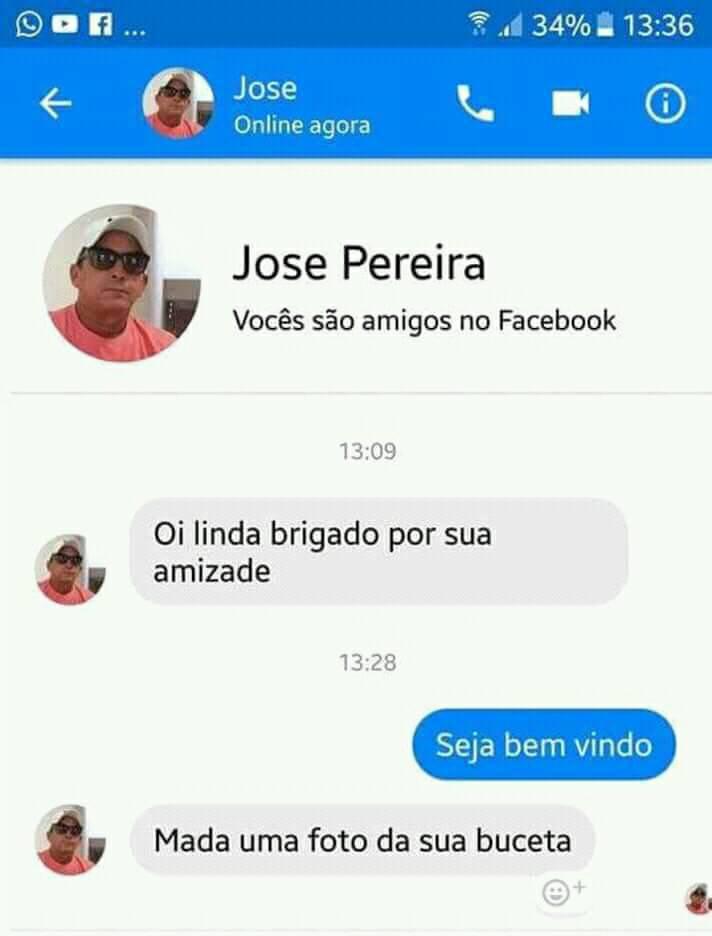 ... 34% 13:36
Jose
Online agora
Jose Pereira
Vocês são amigos no Facebook
13:09
Oi linda brigado por sua
amizade
13:28
Seja bem vindo
Mada uma foto da sua buceta